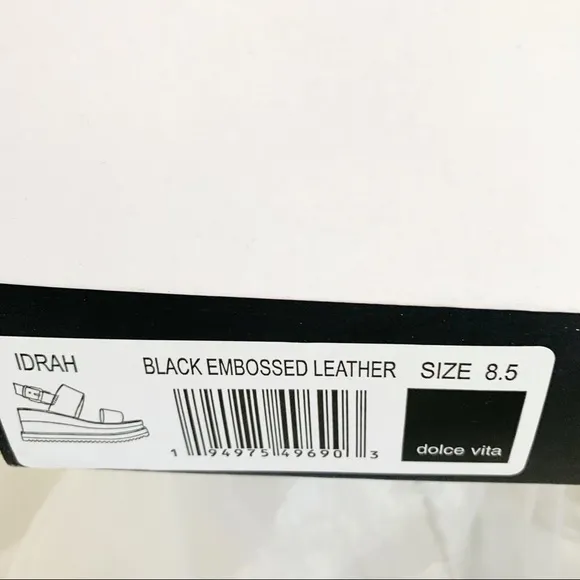 IDRAH BLACK EMBOSSED LEATHER SIZE 8.5
1 94975 49690 3
dolce vita